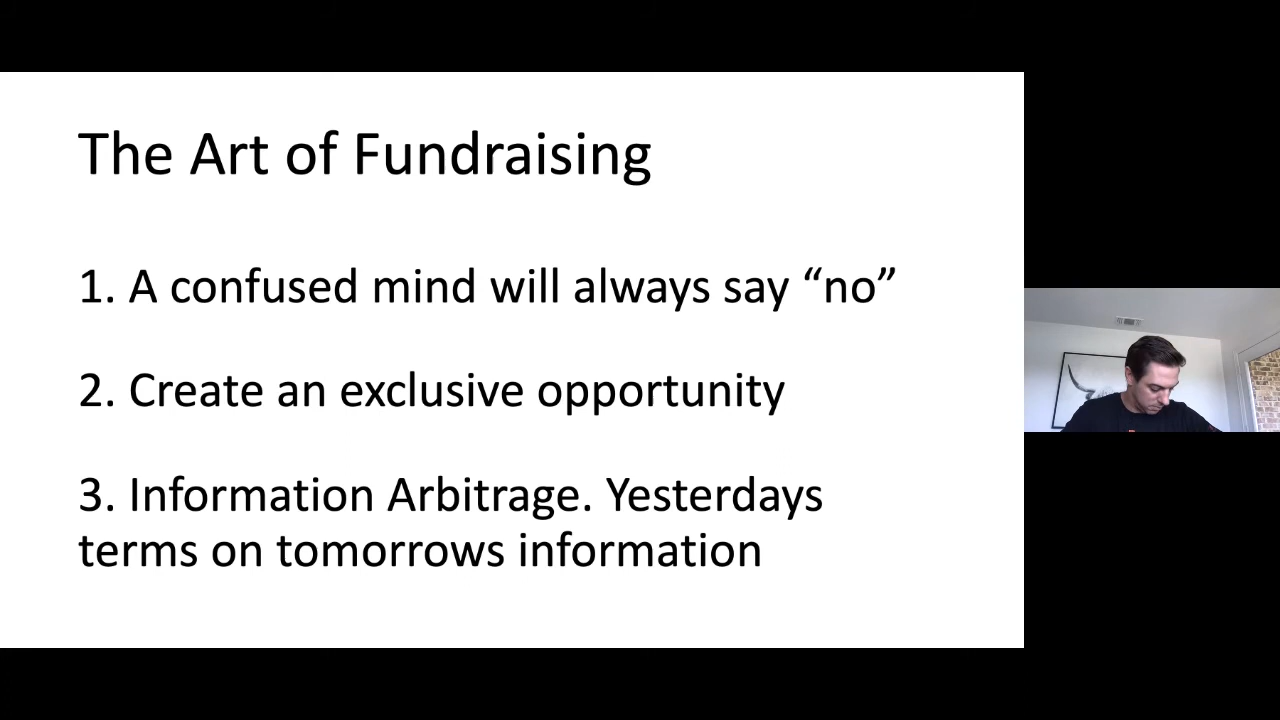 The Art of Fundraising
1. A confused mind will always say “no”
2. Create an exclusive opportunity
3. Information Arbitrage. Yesterdays
terms on tomorrows information